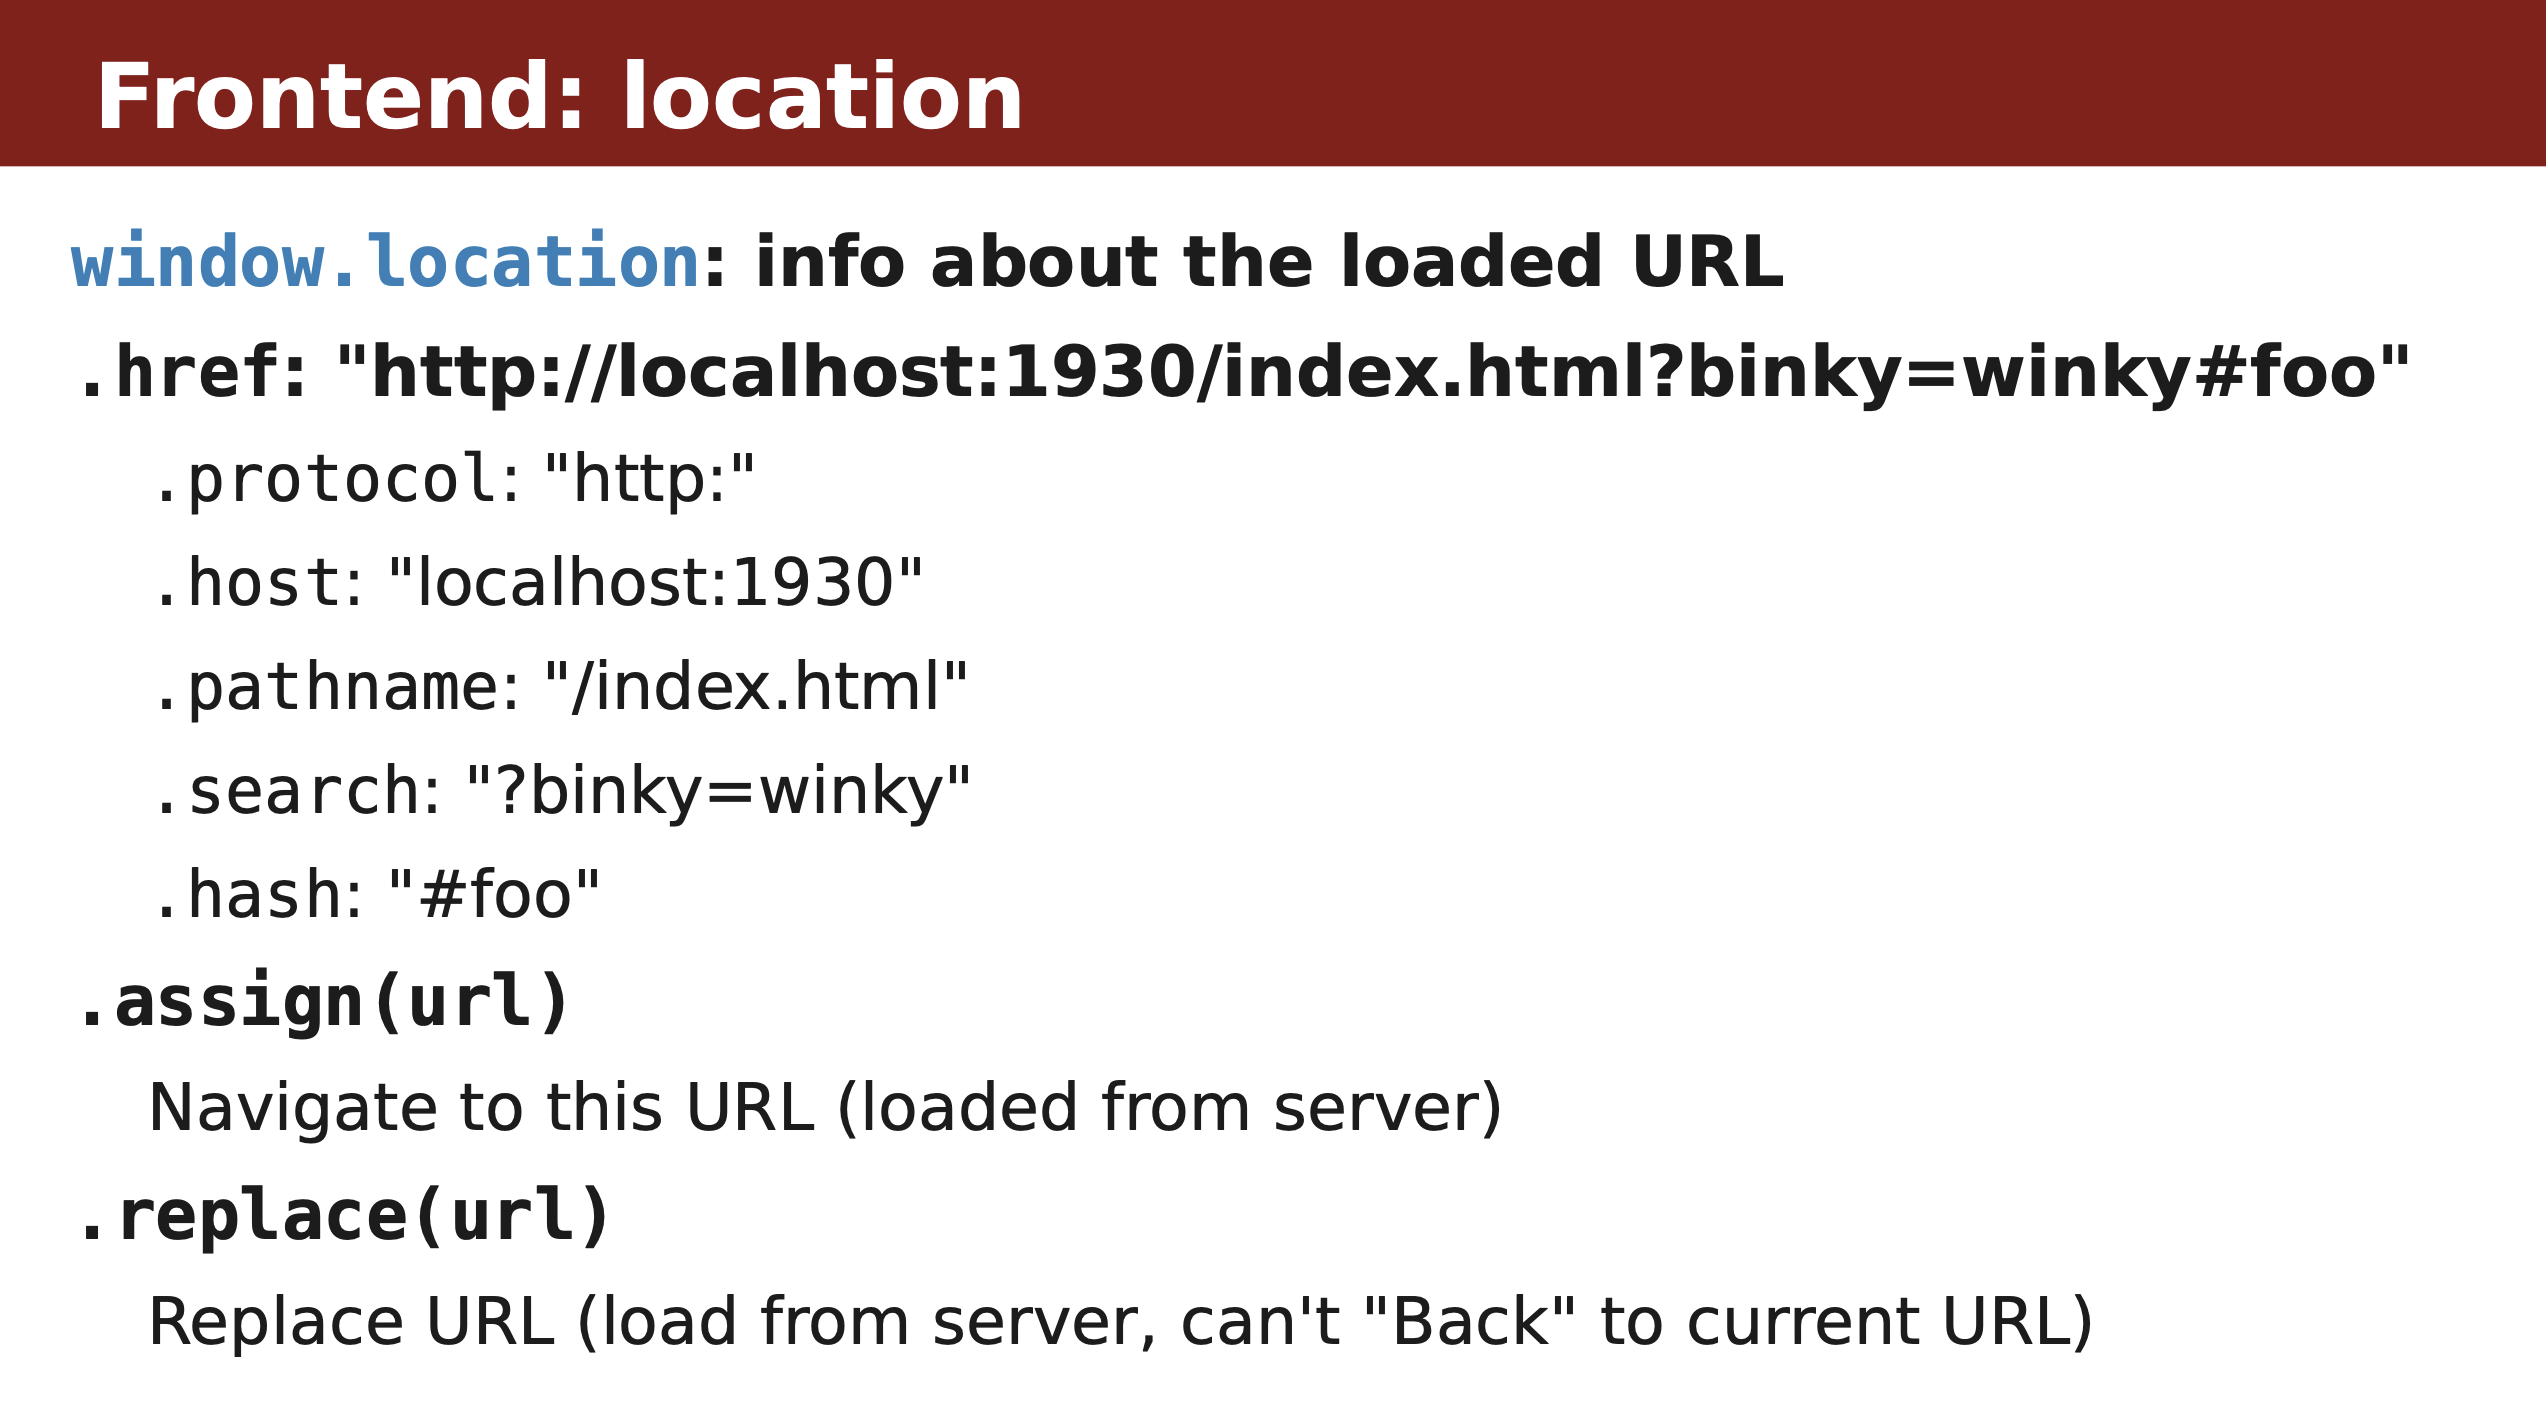 Frontend: location
window.location: info about the loaded URL
.href: "http://localhost:1930/index.html?binky=winky#foo"
.protocol: "http:"
.host: "localhost:1930"
.pathname: "/index.html"
.search: "?binky=winky"
.hash: "#foo"
.assign(url)
Navigate to this URL (loaded from server)
.replace(url)
Replace URL (load from server, can't "Back" to current URL)